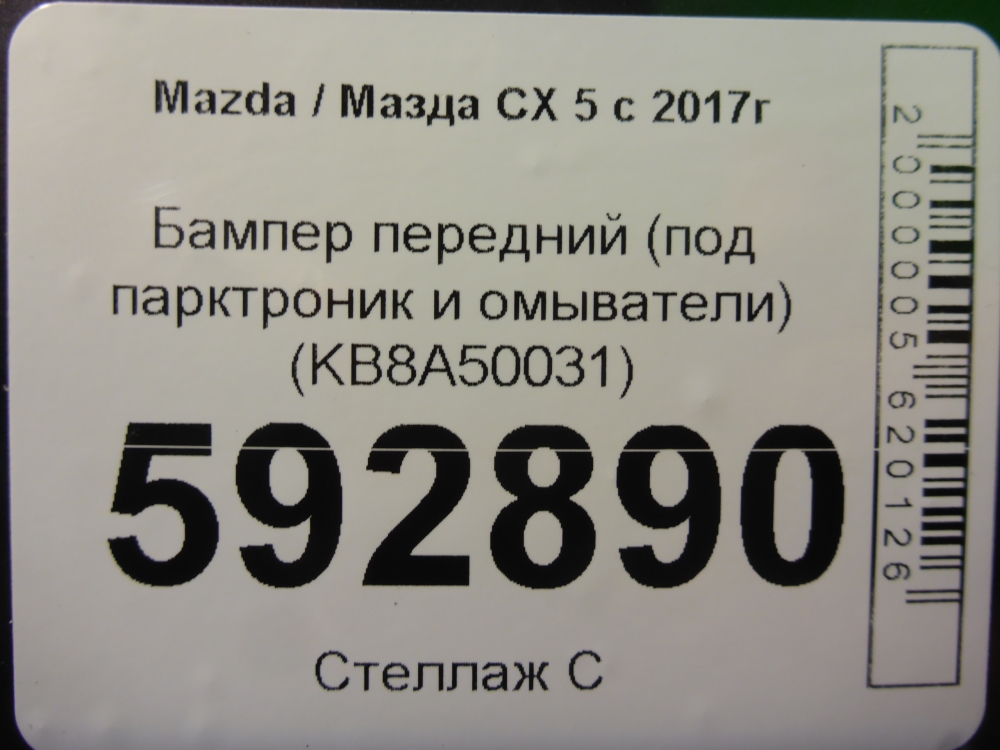 Mazda / Мазда CX 5 с 2017г
Бампер передний (под
парктроник и омыватели)
(KB8A50031)
592890
Стеллаж С
2000005620126